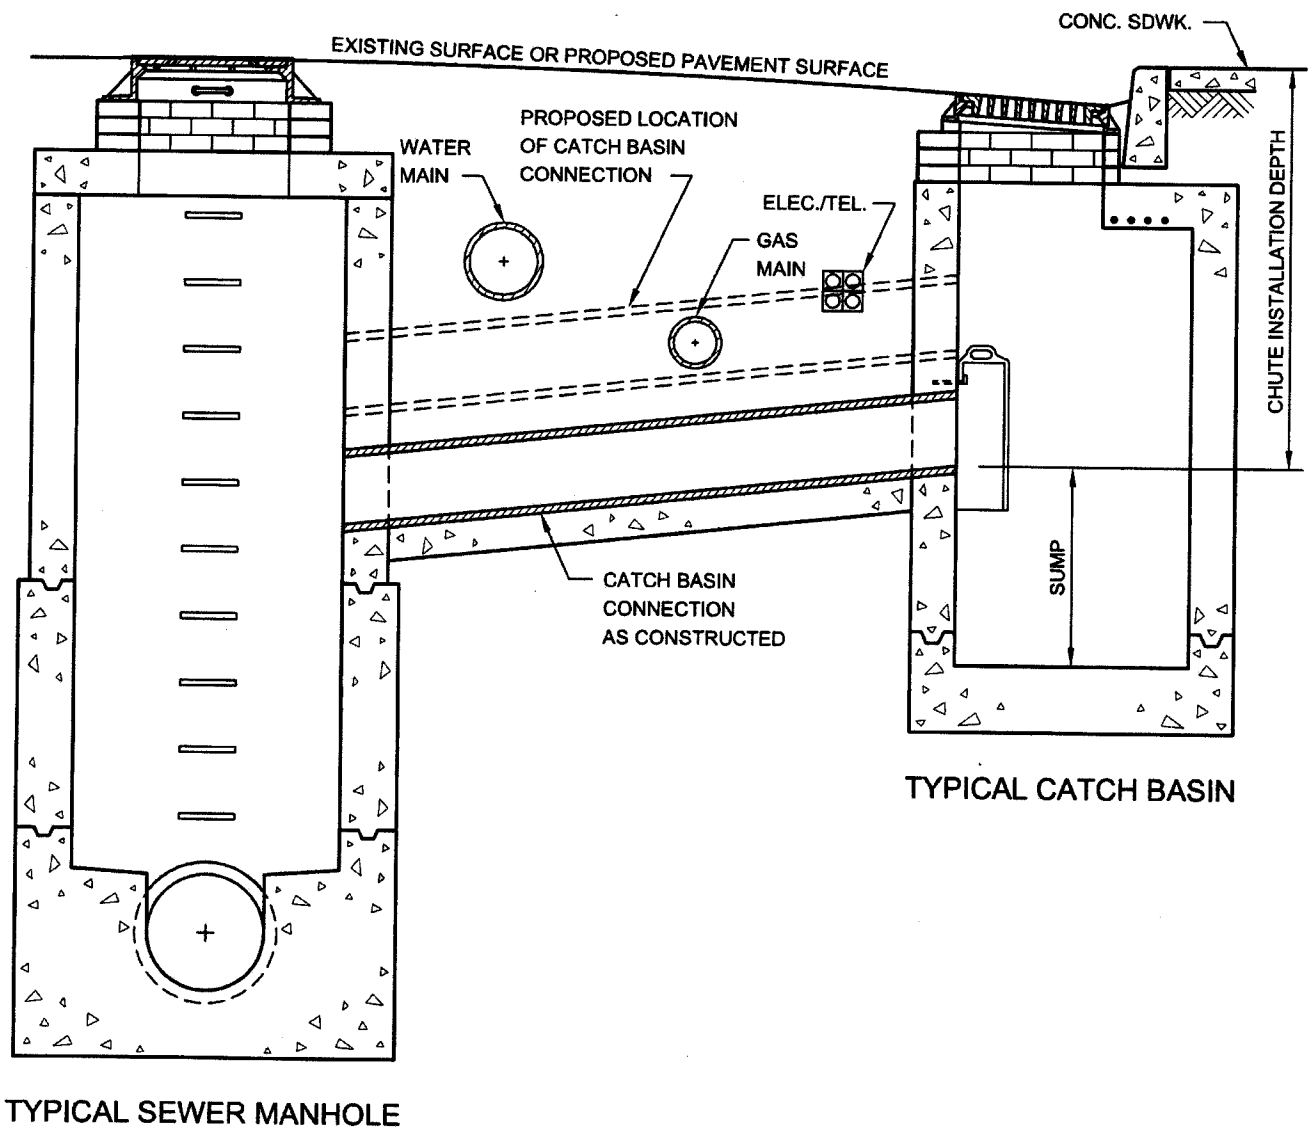 CONC. SDWK.
EXISTING SURFACE OR PROPOSED PAVEMENT SURFACE
PROPOSED LOCATION
OF CATCH BASIN
CONNECTION
WATER
MAIN
ELEC./TEL.
GAS
MAIN
CHUTE INSTALLATION DEPTH
SUMP
CATCH BASIN
CONNECTION
AS CONSTRUCTED
TYPICAL CATCH BASIN
TYPICAL SEWER MANHOLE